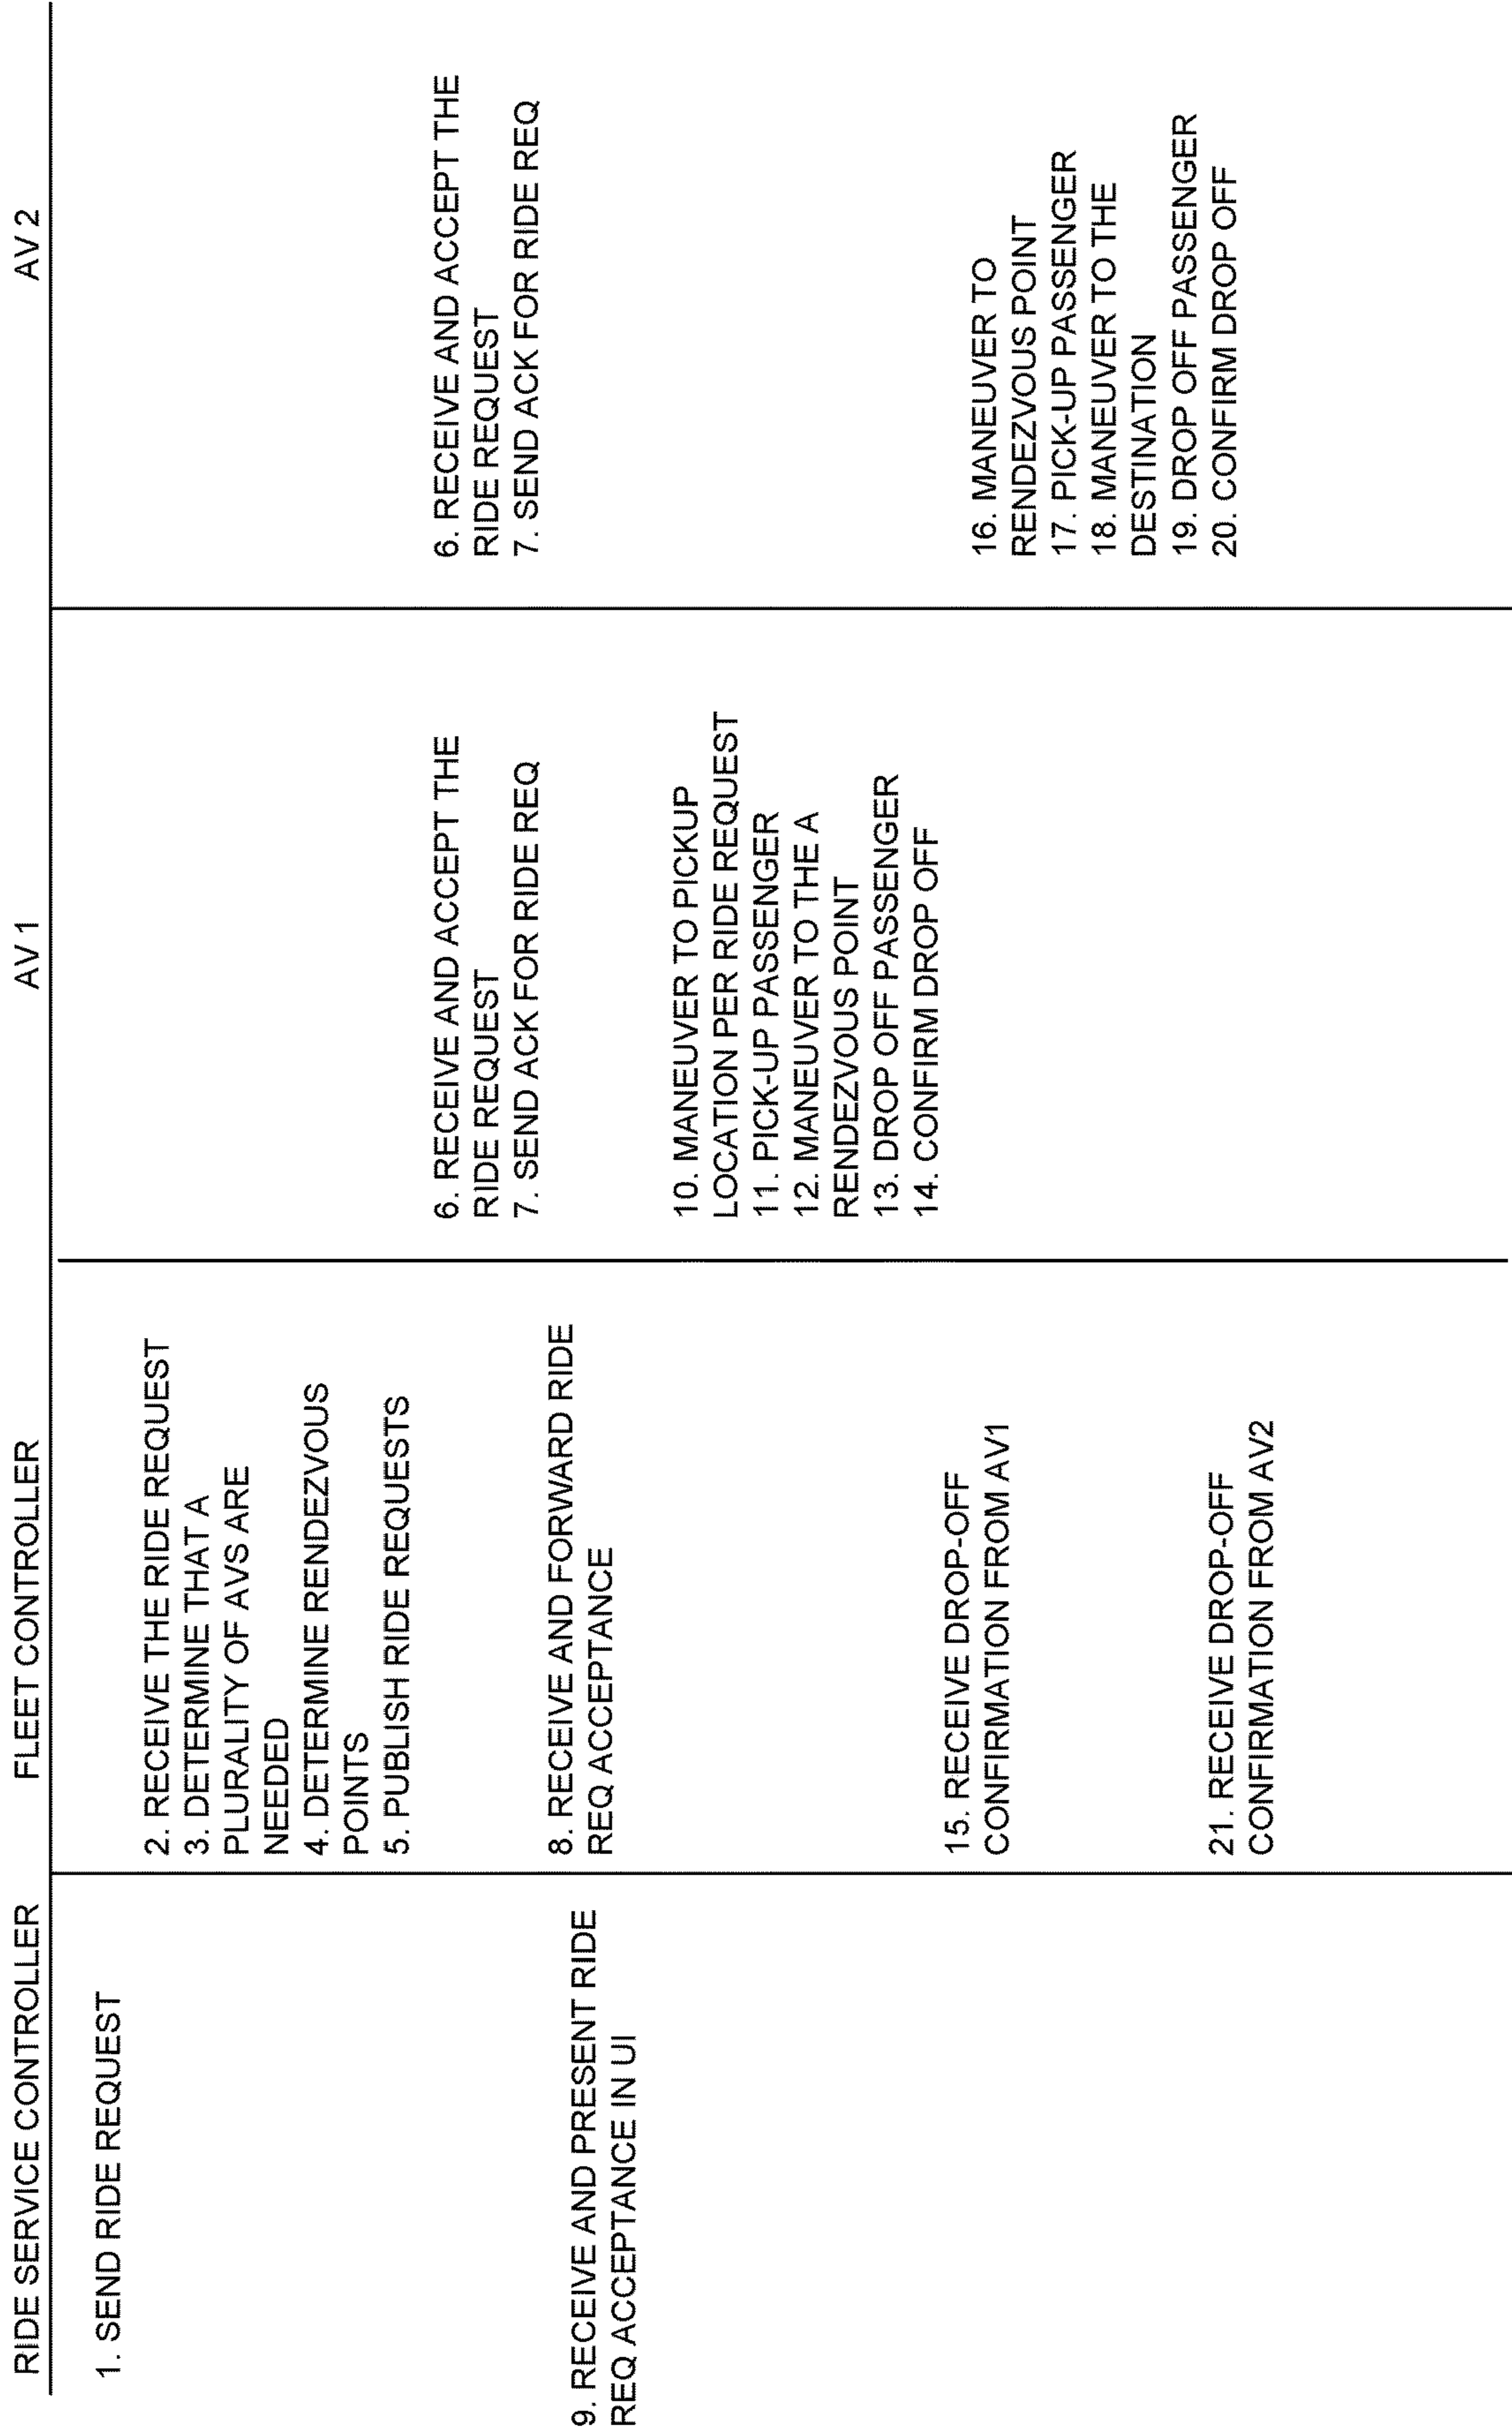 RIDE SERVICE CONTROLLER
FLEET CONTROLLER
AV 1
AV 2
1. SEND RIDE REQUEST
2. RECEIVE THE RIDE REQUEST
3. DETERMINE THAT A
PLURALITY OF AVS ARE
NEEDED
4. DETERMINE RENDEZVOUS
POINTS
5. PUBLISH RIDE REQUESTS
6. RECEIVE AND ACCEPT THE
RIDE REQUEST
7. SEND ACK FOR RIDE REQ
6. RECEIVE AND ACCEPT THE
RIDE REQUEST
7. SEND ACK FOR RIDE REQ
8. RECEIVE AND FORWARD RIDE
REQ ACCEPTANCE
9. RECEIVE AND PRESENT RIDE
REQ ACCEPTANCE IN UI
10. MANEUVER TO PICKUP
LOCATION PER RIDE REQUEST
11. PICK-UP PASSENGER
12. MANEUVER TO THE A
RENDEZVOUS POINT
13. DROP OFF PASSENGER
14. CONFIRM DROP OFF
15. RECEIVE DROP-OFF
CONFIRMATION FROM AV1
16. MANEUVER TO
RENDEZVOUS POINT
17. PICK-UP PASSENGER
18. MANEUVER TO THE
DESTINATION
19. DROP OFF PASSENGER
20. CONFIRM DROP OFF
21. RECEIVE DROP-OFF
CONFIRMATION FROM AV2